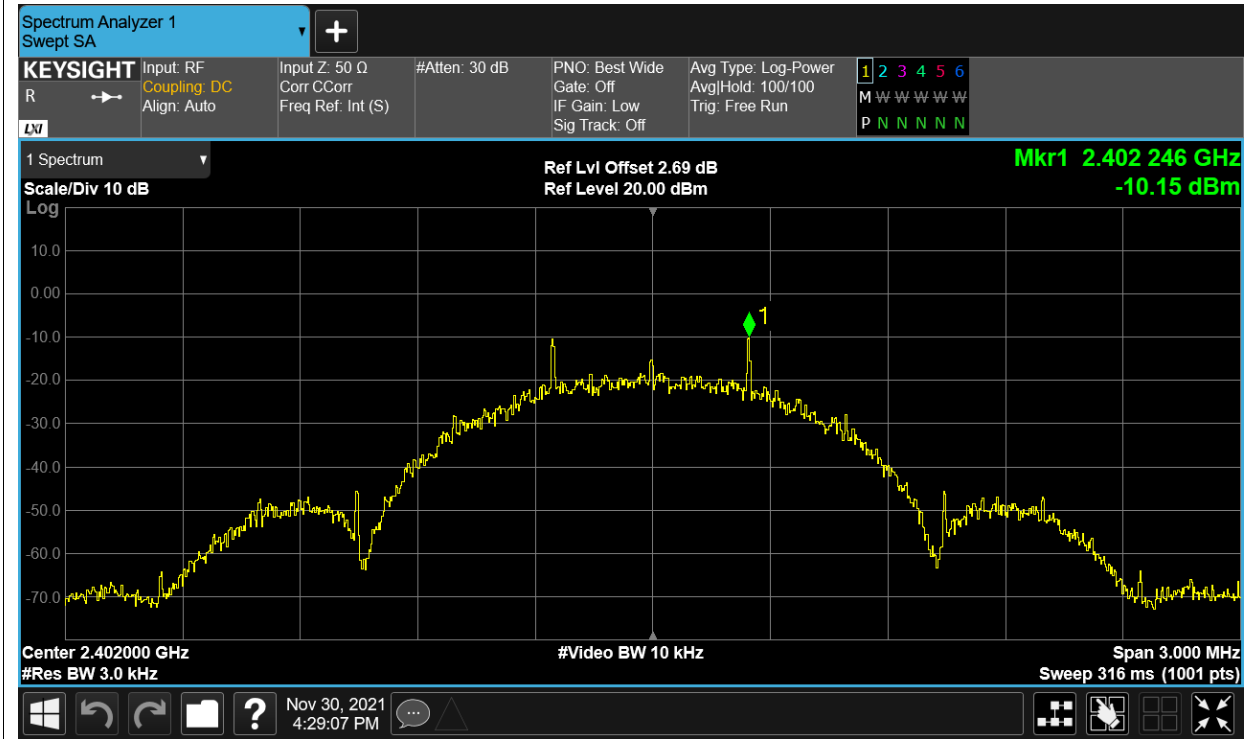 Spectrum Analyzer 1
Swept SA
+
KEYSIGHT
R
LXI
Input: RF
Coupling: DC
Align: Auto
Input Z: 50 Ω
Corr CCorr
Freq Ref: Int (S)
#Atten: 30 dB
PNO: Best Wide
Gate: Off
IF Gain: Low
Sig Track: Off
Avg Type: Log-Power
Avg|Hold: 100/100
Trig: Free Run
1 2 3 4 5 6
M W W W W W
P N N N N N
1 Spectrum
Scale/Div 10 dB
Log
Ref Lvl Offset 2.69 dB
Ref Level 20.00 dBm
Mkr1 2.402 246 GHz
-10.15 dBm
10.0
0.00
1
-10.0
-20.0
-30.0
-40.0
-50.0
-60.0
-70.0
Center 2.402000 GHz
#Video BW 10 kHz
Span 3.000 MHz
#Res BW 3.0 kHz
Sweep 316 ms (1001 pts)
?
Nov 30, 2021
4:29:07 PM